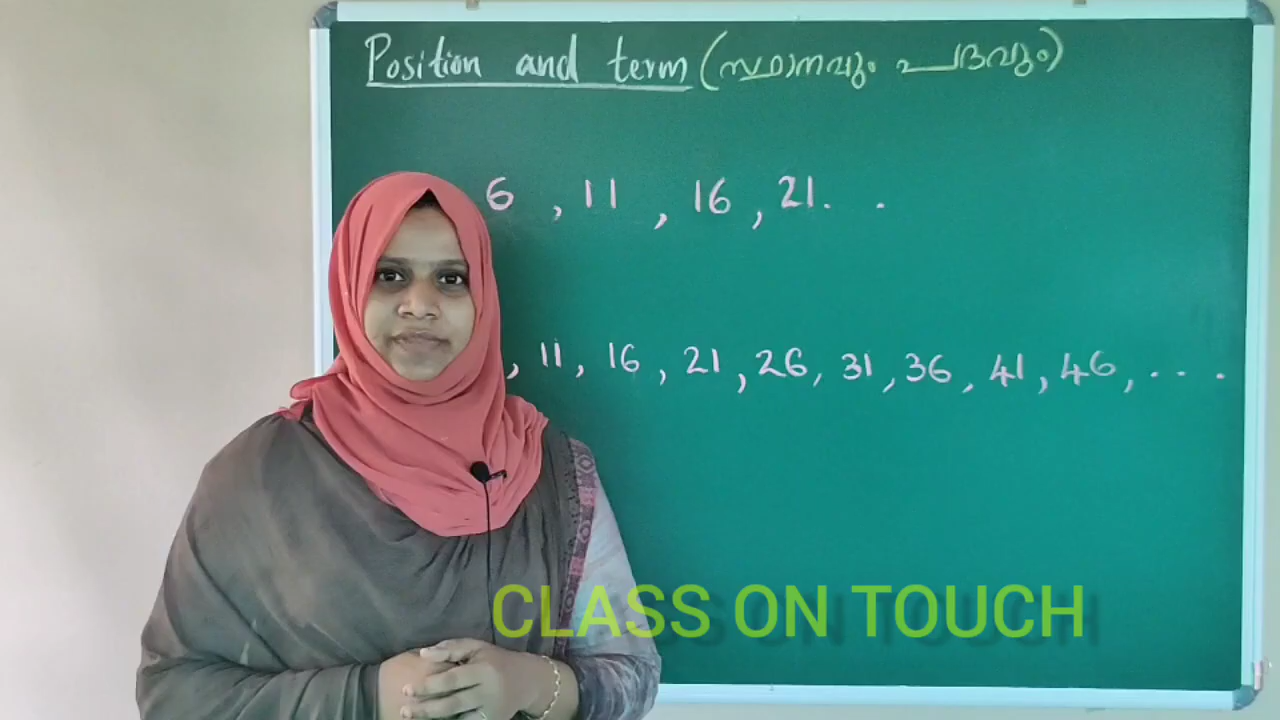 Position and term (സ്ഥാനവും പദവും)
6 , 11 , 16 , 21. .
, 11, 16, 21, 26, 31, 36, 41, 46, . . .
CLASS ON TOUCH